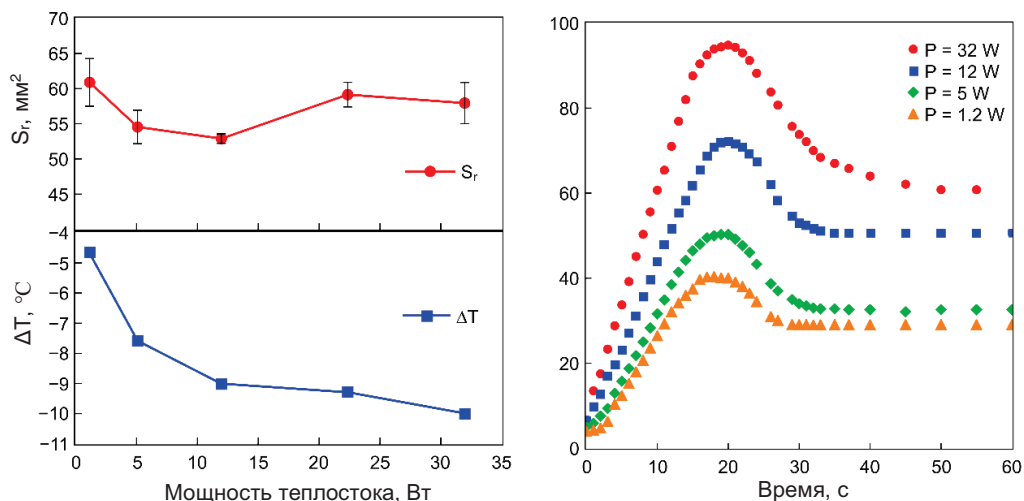 70
65
60
55
50
45
Sᵣ, мм²
Sᵣ
−4
−5
−6
−7
−8
−9
−10
−11
ΔT, °C
ΔT
0 5 10 15 20 25 30 35
Мощность теплостока, Вт
100
80
60
40
20
0
P = 32 W
P = 12 W
P = 5 W
P = 1.2 W
0 10 20 30 40 50 60
Время, с